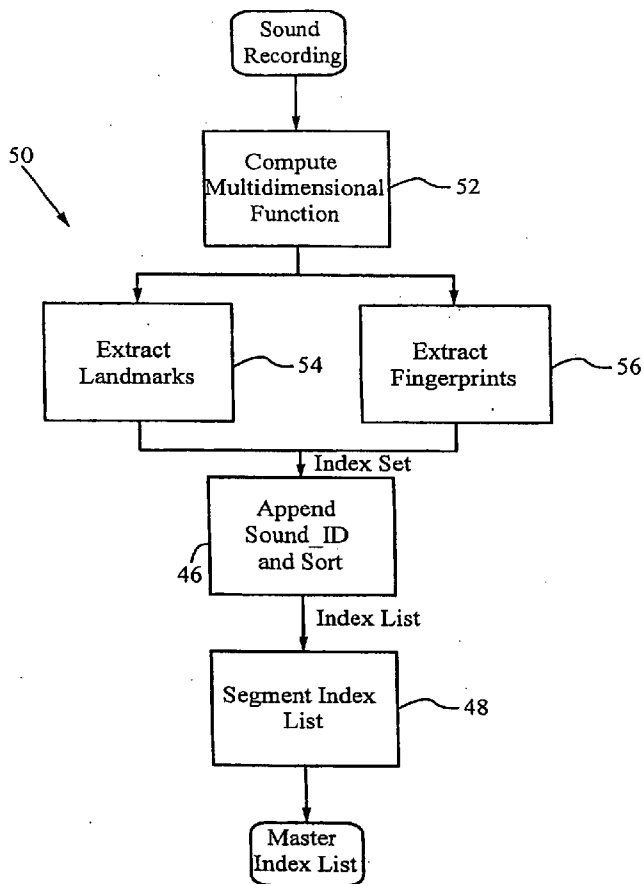 Sound
Recording
50
Compute
Multidimensional
Function
52
Extract
Landmarks
54
Extract
Fingerprints
56
Index Set
Append
Sound_ID
and Sort
46
Index List
Segment Index
List
48
Master
Index List